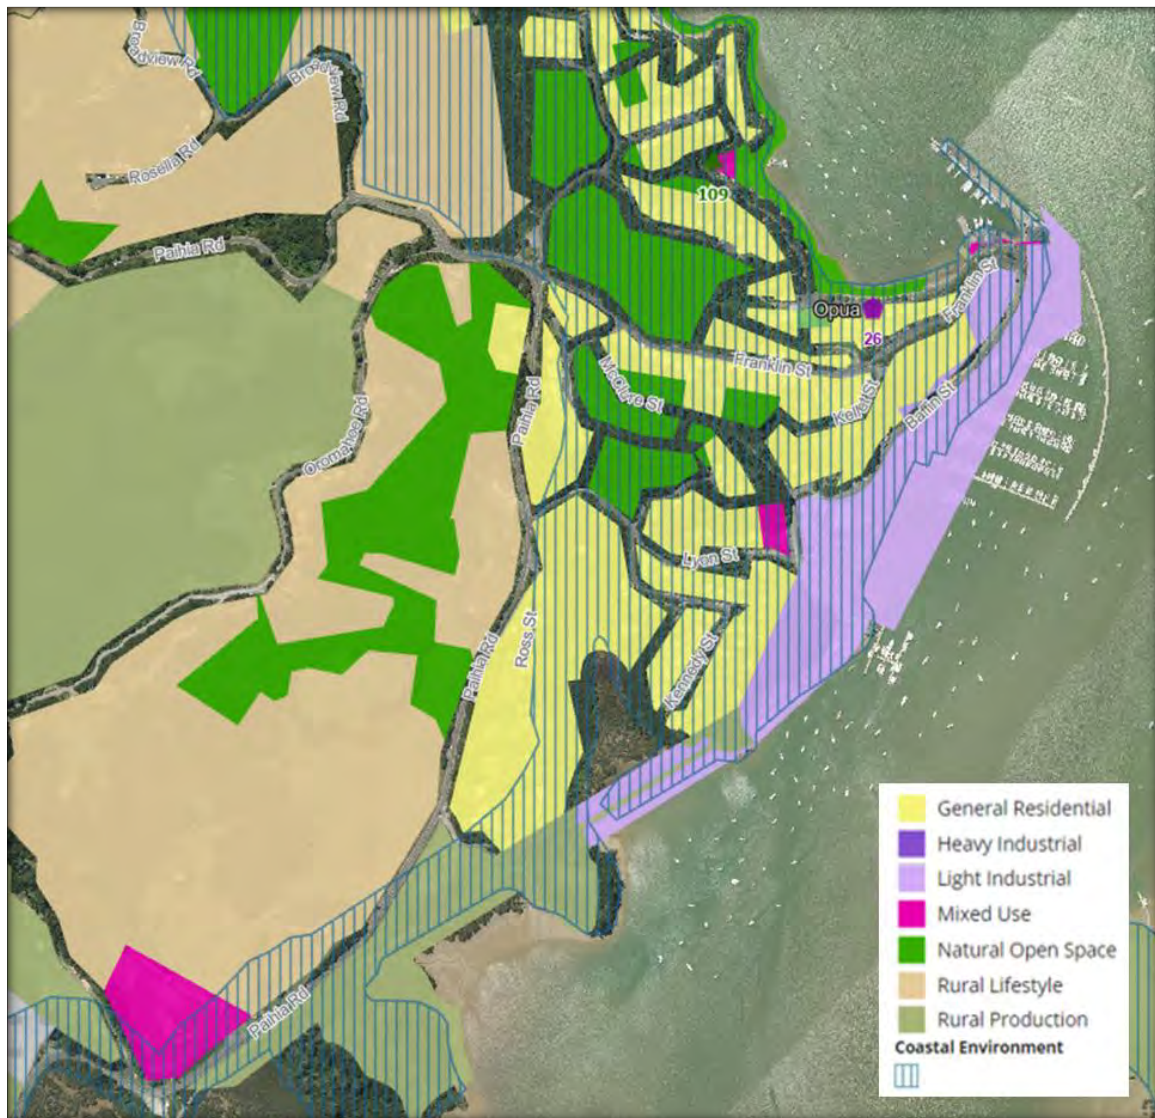 Broadview Rd
Broadview Rd
Rosella Rd
109
Paihia Rd
Franklin St
Opua
26
Franklin St
McClure St
Kellet St
Baffin St
Paihia Rd
Oromahoe Rd
Lyon St
Ross St
Kennedy St
Paihia Rd
General Residential
Heavy Industrial
Light Industrial
Mixed Use
Natural Open Space
Rural Lifestyle
Rural Production
Coastal Environment
Paihia Rd